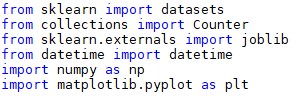 from sklearn import datasets
from collections import Counter
from sklearn.externals import joblib
from datetime import datetime
import numpy as np
import matplotlib.pyplot as plt